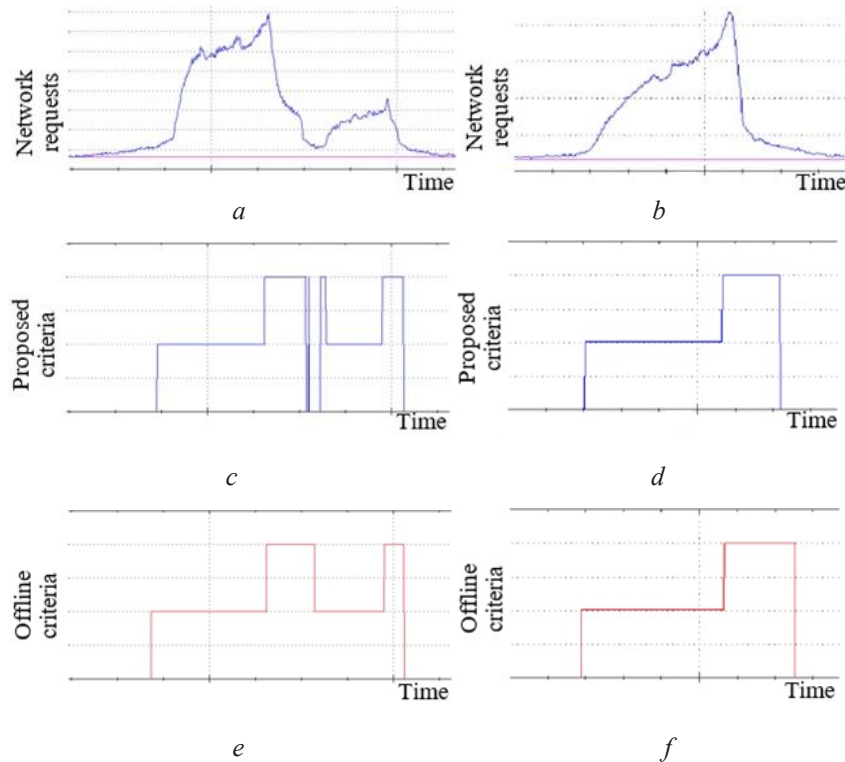 Network
requests
Time
a
Network
requests
Time
b
Proposed
criteria
Time
c
Proposed
criteria
Time
d
Offline
criteria
Time
e
Offline
criteria
Time
f